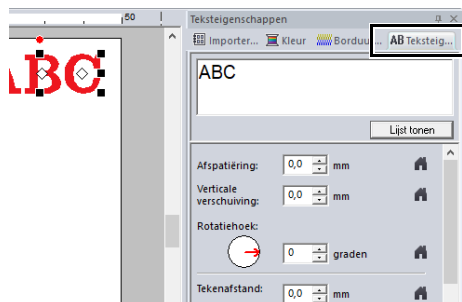 50
Teksteigenschappen
Importer... Kleur Borduu... AB Teksteig...
ABC
ABC
Lijst tonen
Afspatiëring: 0,0 mm
Verticale
verschuiving: 0,0 mm
Rotatiehoek:
0 graden
Tekenafstand: 0,0 mm